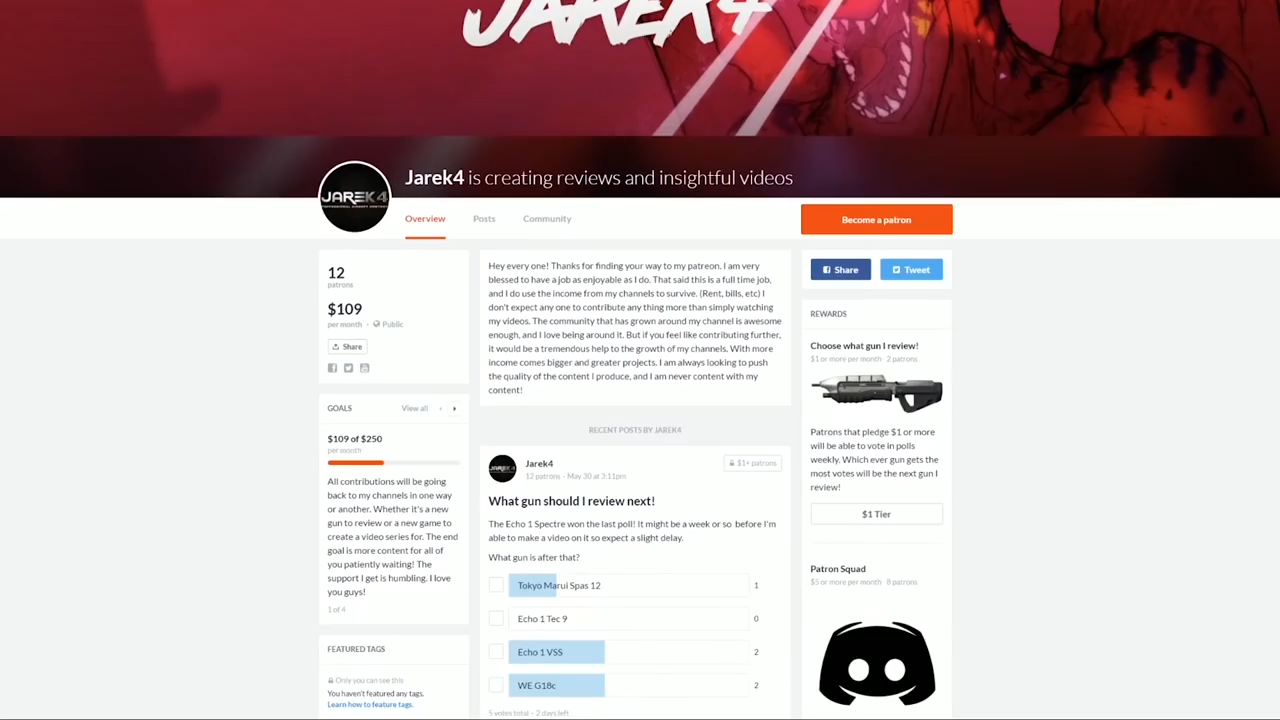 JAREK4
JAREK4
Jarek4 is creating reviews and insightful videos
Overview
Posts
Community
Become a patron
12
patrons
$109
per month · Public
Share
GOALS
View all
$109 of $250
per month
All contributions will be going
back to my channels in one way
or another. Whether it's a new
gun to review or a new game to
create a video series for. The end
goal is more content for all of
you patiently waiting! The
support I get is humbling. I love
you guys!
1 of 4
FEATURED TAGS
Only you can see this
You haven't featured any tags.
Learn how to feature tags.
Hey every one! Thanks for finding your way to my patreon. I am very
blessed to have a job as enjoyable as I do. That said this is a full time job,
and I do use the income from my channels to survive. (Rent, bills, etc) I
don't expect any one to contribute any thing more than simply watching
my videos. The community that has grown around my channel is awesome
enough, and I love being around it. But if you feel like contributing further,
it would be a tremendous help to the growth of my channels. With more
income comes bigger and greater projects. I am always looking to push
the quality of the content I produce, and I am never content with my
content!
RECENT POSTS BY JAREK4
JAREK4
Jarek4
12 patrons · May 30 at 3:11pm
$1+ patrons
What gun should I review next!
The Echo 1 Spectre won the last poll! It might be a week or so before I'm
able to make a video on it so expect a slight delay.
What gun is after that?
Tokyo Marui Spas 12
1
Echo 1 Tec 9
0
Echo 1 VSS
2
WE G18c
2
5 votes total · 2 days left
Share
Tweet
REWARDS
Choose what gun I review!
$1 or more per month · 2 patrons
Patrons that pledge $1 or more
will be able to vote in polls
weekly. Which ever gun gets the
most votes will be the next gun I
review!
$1 Tier
Patron Squad
$5 or more per month · 8 patrons